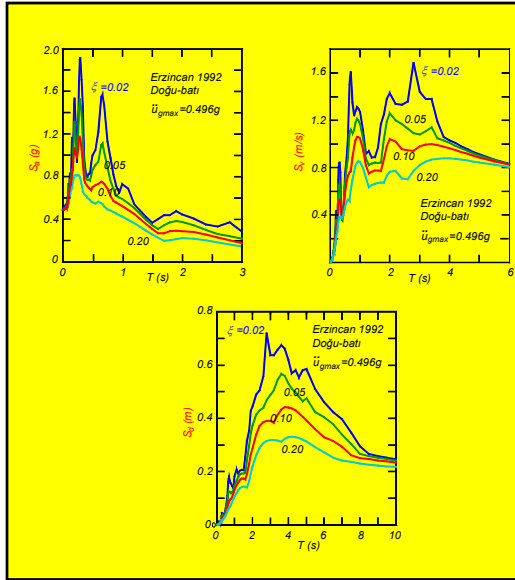 2.0
1.6
1.2
0.8
0.4
0
S_a (g)
ξ =0.02
Erzincan 1992
Doğu-batı
ü_gmax=0.496g
0.05
0.10
0.20
0 1 2 3
T (s)
1.6
1.2
0.8
0.4
0.0
S_v (m/s)
ξ =0.02
0.05
0.10
0.20
Erzincan 1992
Doğu-batı
ü_gmax=0.496g
0 2 4 6
T (s)
0.8
0.6
0.4
0.2
0.0
S_d (m)
ξ =0.02
Erzincan 1992
Doğu-batı
ü_gmax=0.496g
0.05
0.10
0.20
0 2 4 6 8 10
T (s)